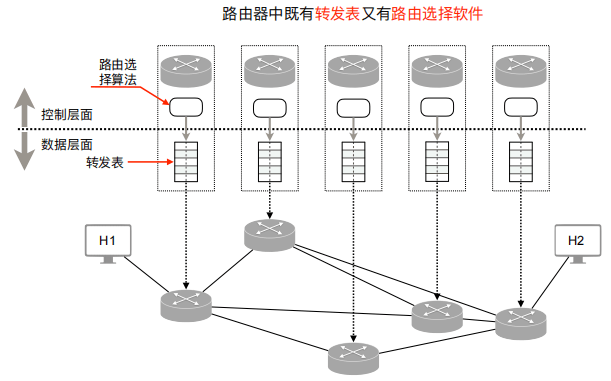 路由器中既有转发表又有路由选择软件
路由选
择算法
控制层面
数据层面
转发表
H1
H2